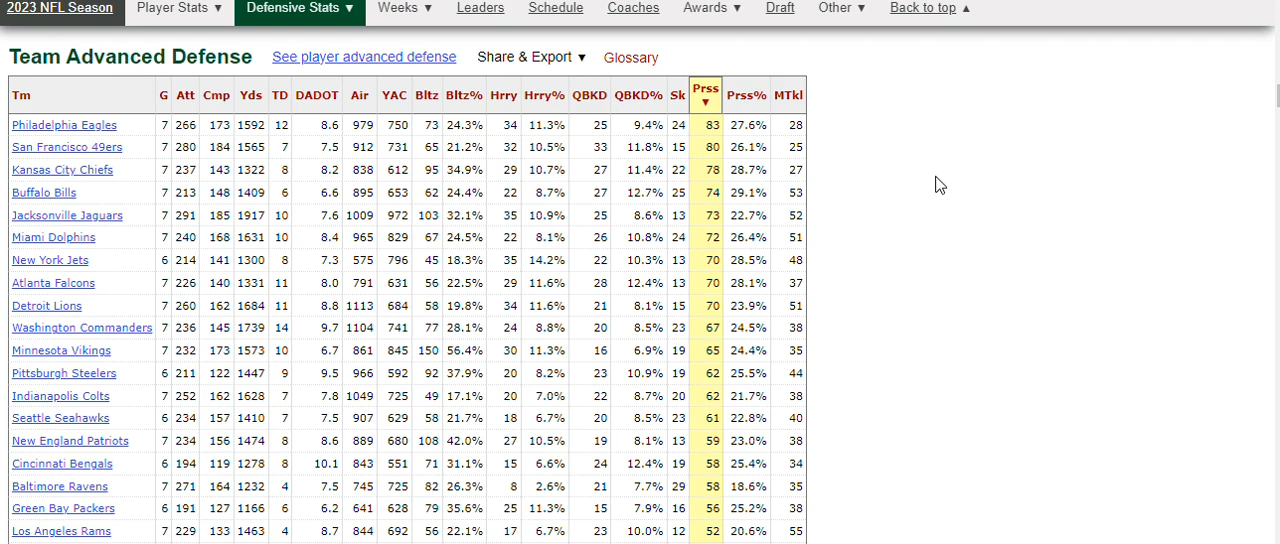 2023 NFL Season Player Stats ▼ Defensive Stats ▼ Weeks ▼ Leaders Schedule Coaches Awards ▼ Draft Other ▼ Back to top ▲
Team Advanced Defense See player advanced defense Share & Export ▼ Glossary
Tm G Att Cmp Yds TD DADOT Air YAC Bltz Bltz% Hrry Hrry% QBKD QBKD% Sk Prss ▼ Prss% MTkl
Philadelphia Eagles 7 266 173 1592 12 8.6 979 750 73 24.3% 34 11.3% 25 9.4% 24 83 27.6% 28
San Francisco 49ers 7 280 184 1565 7 7.5 912 731 65 21.2% 32 10.5% 33 11.8% 15 80 26.1% 25
Kansas City Chiefs 7 237 143 1322 8 8.2 838 612 95 34.9% 29 10.7% 27 11.4% 22 78 28.7% 27
Buffalo Bills 7 213 148 1409 6 6.6 895 653 62 24.4% 22 8.7% 27 12.7% 25 74 29.1% 53
Jacksonville Jaguars 7 291 185 1917 10 7.6 1009 972 103 32.1% 35 10.9% 25 8.6% 13 73 22.7% 52
Miami Dolphins 7 240 168 1631 10 8.4 965 829 67 24.5% 22 8.1% 26 10.8% 24 72 26.4% 51
New York Jets 6 214 141 1300 8 7.3 575 796 45 18.3% 35 14.2% 22 10.3% 13 70 28.5% 48
Atlanta Falcons 7 226 140 1331 11 8.0 791 631 56 22.5% 29 11.6% 28 12.4% 13 70 28.1% 37
Detroit Lions 7 260 162 1684 11 8.8 1113 684 58 19.8% 34 11.6% 21 8.1% 15 70 23.9% 51
Washington Commanders 7 236 145 1739 14 9.7 1104 741 77 28.1% 24 8.8% 20 8.5% 23 67 24.5% 38
Minnesota Vikings 7 232 173 1573 10 6.7 861 845 150 56.4% 30 11.3% 16 6.9% 19 65 24.4% 35
Pittsburgh Steelers 6 211 122 1447 9 9.5 966 592 92 37.9% 20 8.2% 23 10.9% 19 62 25.5% 44
Indianapolis Colts 7 252 162 1628 7 7.8 1049 725 49 17.1% 20 7.0% 22 8.7% 20 62 21.7% 38
Seattle Seahawks 6 234 157 1410 7 7.5 907 629 58 21.7% 18 6.7% 20 8.5% 23 61 22.8% 40
New England Patriots 7 234 156 1474 8 8.6 889 680 108 42.0% 27 10.5% 19 8.1% 13 59 23.0% 38
Cincinnati Bengals 6 194 119 1278 8 10.1 843 551 71 31.1% 15 6.6% 24 12.4% 19 58 25.4% 34
Baltimore Ravens 7 271 164 1232 4 7.5 745 725 82 26.3% 8 2.6% 21 7.7% 29 58 18.6% 35
Green Bay Packers 6 191 127 1166 6 6.2 641 628 79 35.6% 25 11.3% 15 7.9% 16 56 25.2% 38
Los Angeles Rams 7 229 133 1463 4 8.7 844 692 56 22.1% 17 6.7% 23 10.0% 12 52 20.6% 55